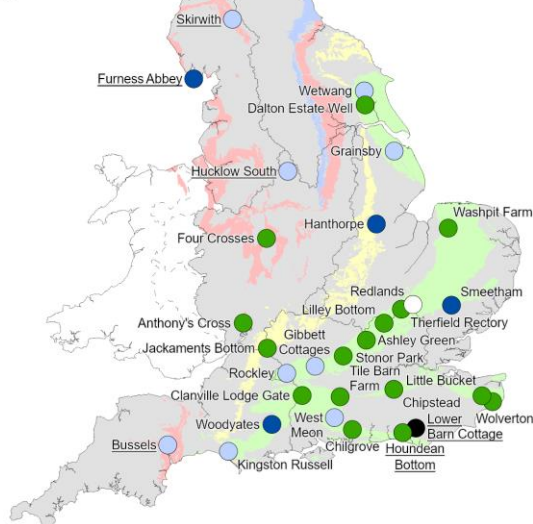 Skirwith
Furness Abbey
Wetwang
Dalton Estate Well
Grainsby
Hucklow South
Washpit Farm
Hanthorpe
Four Crosses
Redlands
Smeetham
Lilley Bottom
Therfield Rectory
Anthony's Cross
Gibbett
Ashley Green
Jackaments Bottom
Cottages
Stonor Park
Rockley
Tile Barn
Farm
Little Bucket
Clanville Lodge Gate
Chipstead
West
Meon
Lower
Barn Cottage
Wolverton
Woodyates
Chilgrove
Houndean
Bottom
Bussels
Kingston Russell